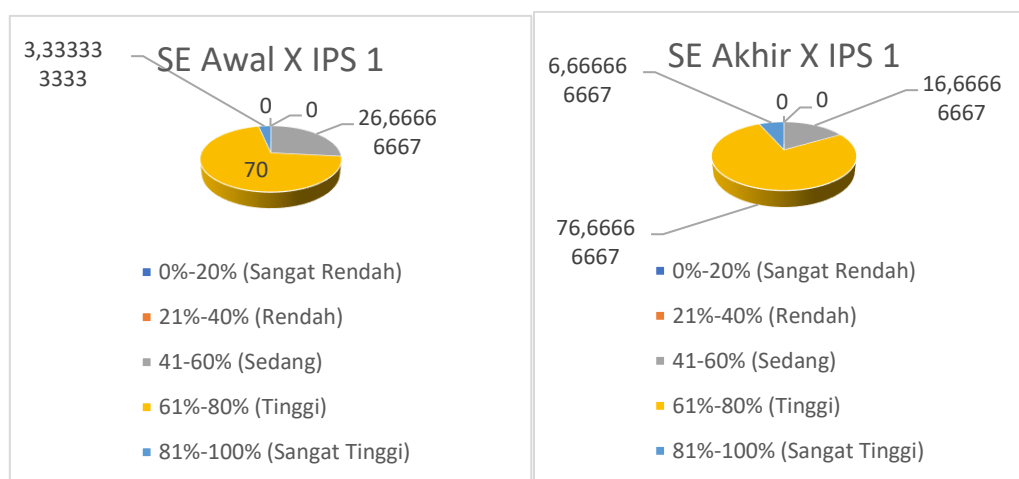 SE Awal X IPS 1
3,33333
3333
0
0
26,6666
6667
70
0%-20% (Sangat Rendah)
21%-40% (Rendah)
41-60% (Sedang)
61%-80% (Tinggi)
81%-100% (Sangat Tinggi)
SE Akhir X IPS 1
6,66666
6667
0
0
16,6666
6667
76,6666
6667
0%-20% (Sangat Rendah)
21%-40% (Rendah)
41-60% (Sedang)
61%-80% (Tinggi)
81%-100% (Sangat Tinggi)